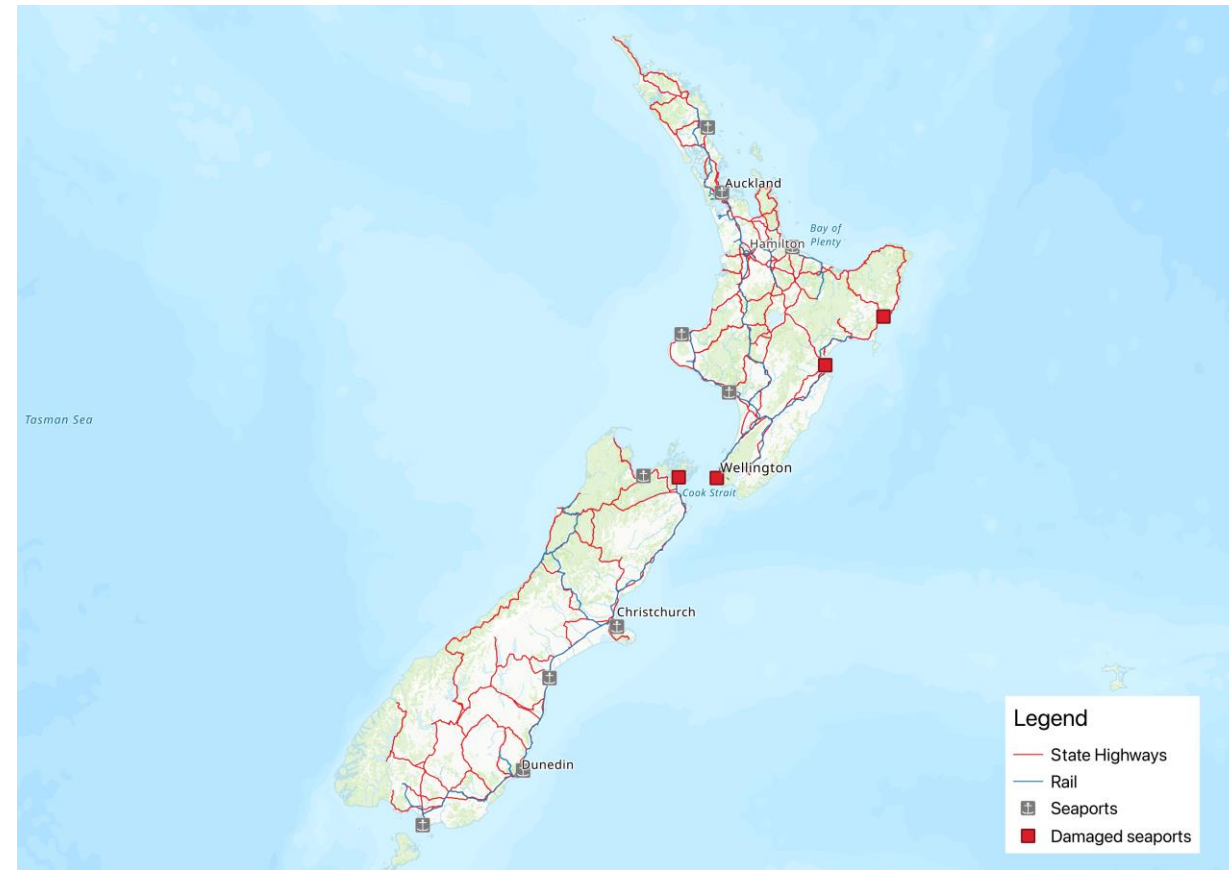 Auckland
Bay of
Plenty
Hamilton
Tasman Sea
Wellington
Cook Strait
Christchurch
Dunedin
Legend
State Highways
Rail
Seaports
Damaged seaports